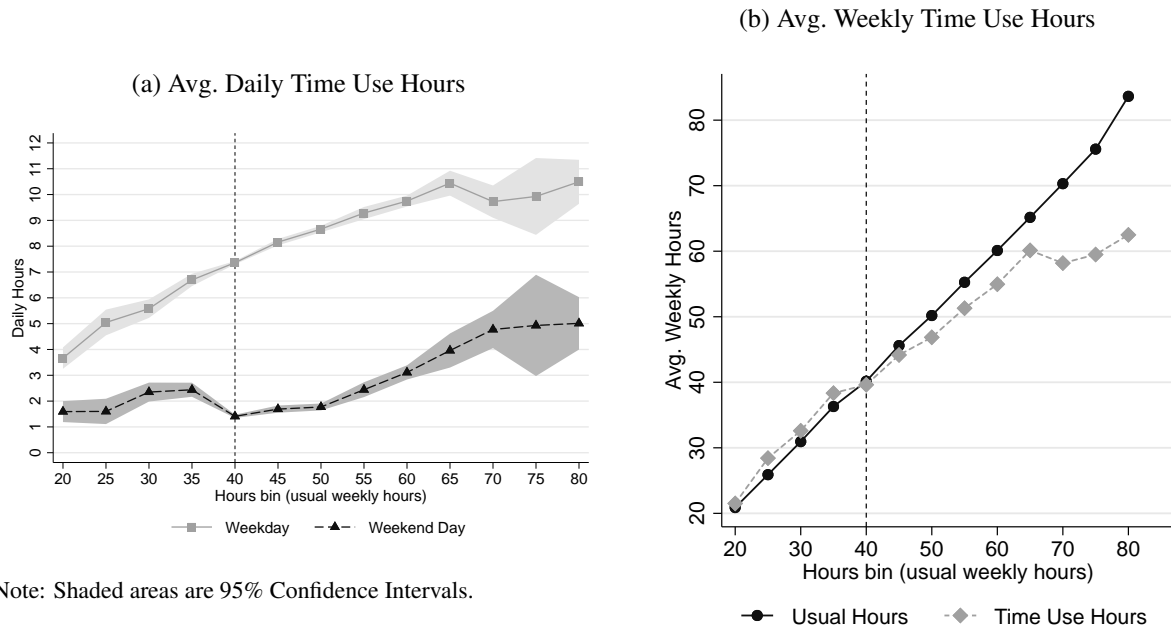 (a) Avg. Daily Time Use Hours
Daily Hours
12
11
10
9
8
7
6
5
4
3
2
1
0
20 25 30 35 40 45 50 55 60 65 70 75 80
Hours bin (usual weekly hours)
Weekday Weekend Day
Note: Shaded areas are 95% Confidence Intervals.
(b) Avg. Weekly Time Use Hours
Avg. Weekly Hours
80
70
60
50
40
30
20
20 30 40 50 60 70 80
Hours bin (usual weekly hours)
Usual Hours Time Use Hours